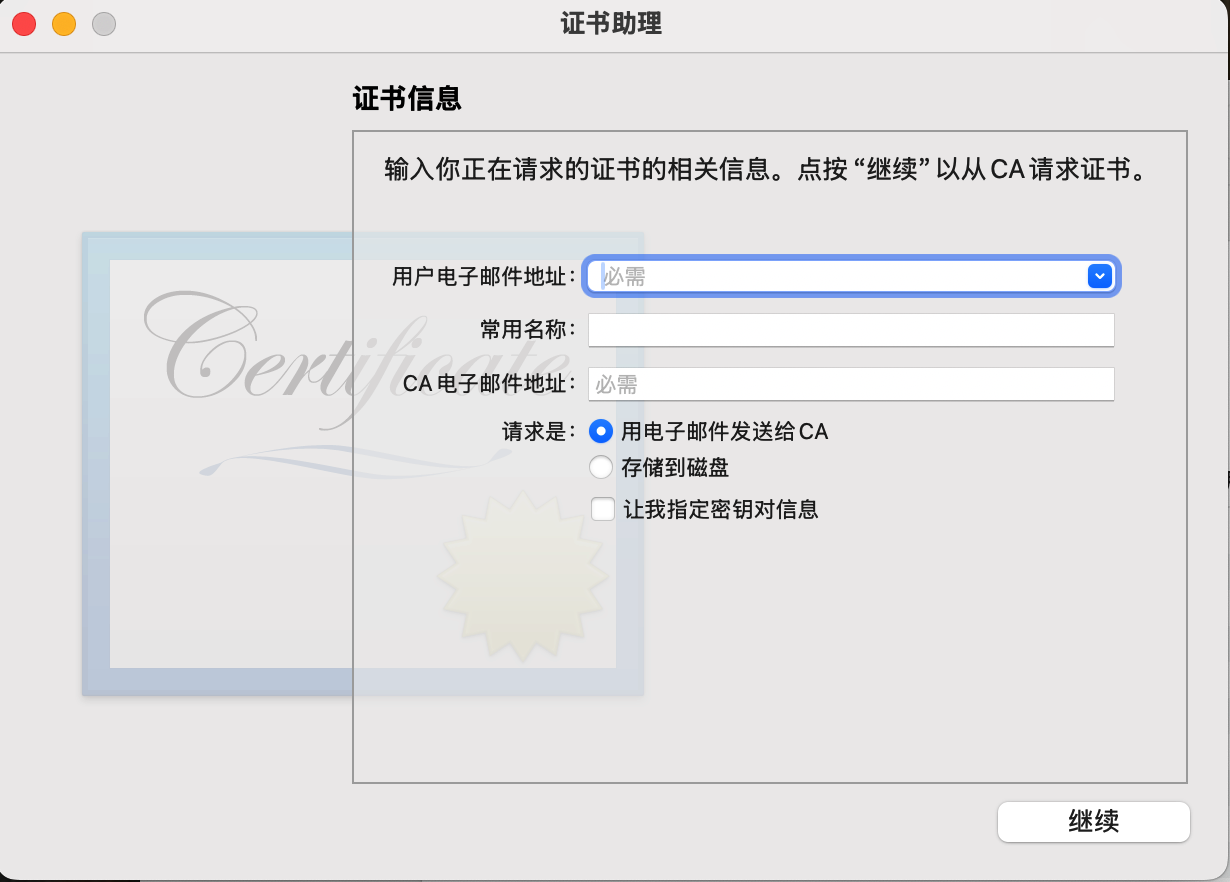 证书助理
证书信息
输入你正在请求的证书的相关信息。点按“继续”以从 CA 请求证书。
用户电子邮件地址： 必需
常用名称：
CA 电子邮件地址： 必需
请求是： 用电子邮件发送给 CA
存储到磁盘
让我指定密钥对信息
Certificate
继续